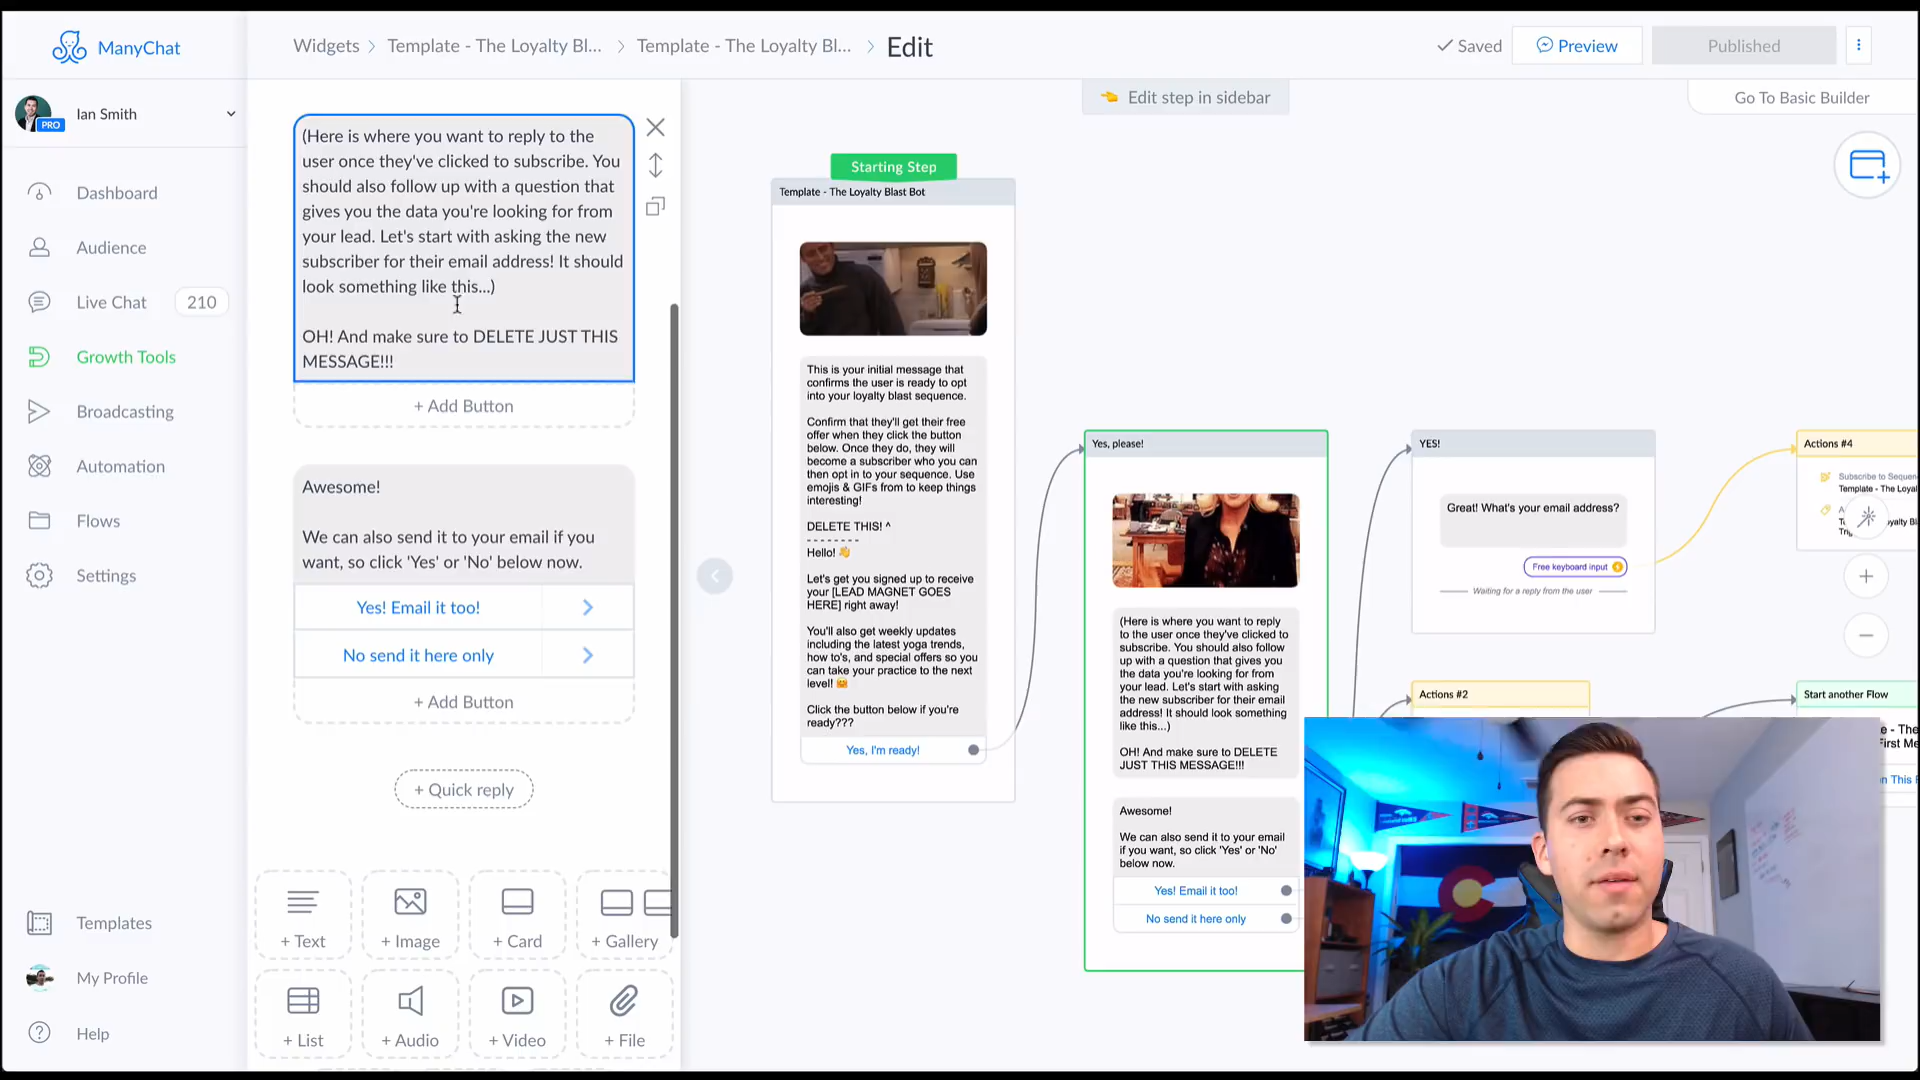 ManyChat
Widgets
Template - The Loyalty Bl...
Template - The Loyalty Bl...
Edit
Saved
Preview
Published
PRO
Ian Smith
Edit step in sidebar
Go To Basic Builder
Dashboard
Audience
Live Chat
210
Growth Tools
Broadcasting
Automation
Flows
Settings
Templates
My Profile
Help
(Here is where you want to reply to the
user once they've clicked to subscribe. You
should also follow up with a question that
gives you the data you're looking for from
your lead. Let's start with asking the new
subscriber for their email address! It should
look something like this...)
OH! And make sure to DELETE JUST THIS
MESSAGE!!!
+ Add Button
Awesome!
We can also send it to your email if you
want, so click 'Yes' or 'No' below now.
Yes! Email it too!
No send it here only
+ Add Button
+ Quick reply
+ Text
+ Image
+ Card
+ Gallery
+ List
+ Audio
+ Video
+ File
Starting Step
Template - The Loyalty Blast Bot
This is your initial message that
confirms the user is ready to opt
into your loyalty blast sequence.
Confirm that they'll get their free
offer when they click the button
below. Once they do, they will
become a subscriber who you can
then opt in to your sequence. Use
emojis & GIFs from to keep things
interesting!
DELETE THIS! ^
--------
Hello! 👋
Let's get you signed up to receive
your [LEAD MAGNET GOES
HERE] right away!
You'll also get weekly updates
including the latest yoga trends,
how to's, and special offers so you
can take your practice to the next
level! 🤗
Click the button below if you're
ready???
Yes, I'm ready!
Yes, please!
(Here is where you want to reply
to the user once they've clicked to
subscribe. You should also follow
up with a question that gives you
the data you're looking for from
your lead. Let's start with asking
the new subscriber for their email
address! It should look something
like this...)
OH! And make sure to DELETE
JUST THIS MESSAGE!!!
Awesome!
We can also send it to your email
if you want, so click 'Yes' or 'No'
below now.
Yes! Email it too!
No send it here only
YES!
Great! What's your email address?
Free keyboard input
Waiting for a reply from the user
Actions #4
Subscribe to Sequen
Template - The Loyal
Actions #2
Start another Flow
e - The
First Me
n This F